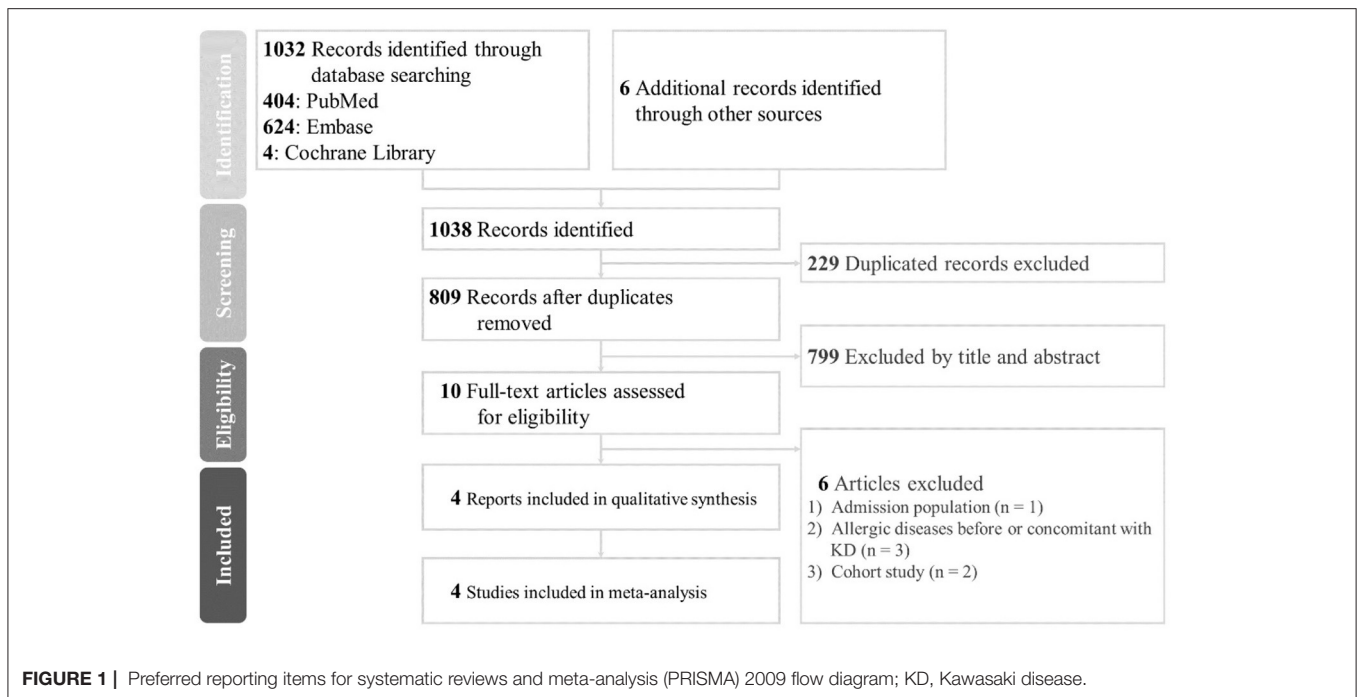 Identification
1032 Records identified through
database searching
404: PubMed
624: Embase
4: Cochrane Library
6 Additional records identified
through other sources
Screening
1038 Records identified
229 Duplicated records excluded
809 Records after duplicates
removed
799 Excluded by title and abstract
Eligibility
10 Full-text articles assessed
for eligibility
6 Articles excluded
1) Admission population (n = 1)
2) Allergic diseases before or concomitant with
KD (n = 3)
3) Cohort study (n = 2)
Included
4 Reports included in qualitative synthesis
4 Studies included in meta-analysis
FIGURE 1 | Preferred reporting items for systematic reviews and meta-analysis (PRISMA) 2009 flow diagram; KD, Kawasaki disease.